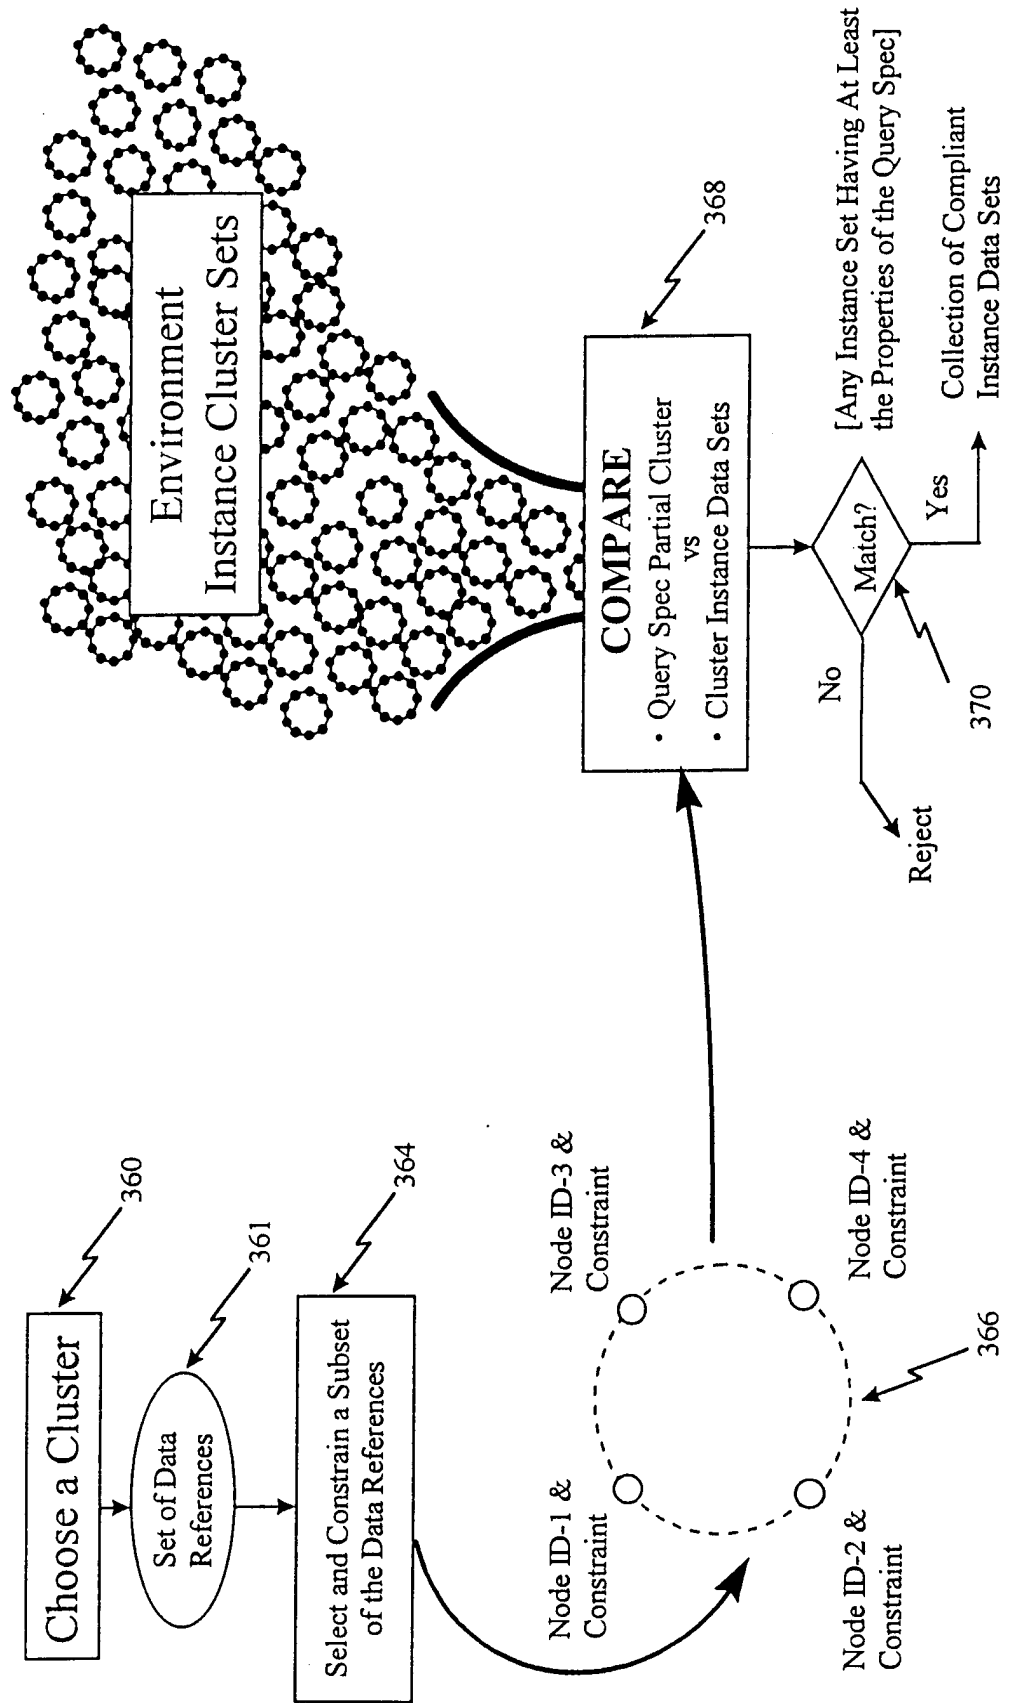 Choose a Cluster
360
Set of Data
References
361
Select and Constrain a Subset
of the Data References
364
Node ID-1 &
Constraint
Node ID-3 &
Constraint
Node ID-2 &
Constraint
Node ID-4 &
Constraint
366
Environment
Instance Cluster Sets
COMPARE
• Query Spec Partial Cluster
vs
• Cluster Instance Data Sets
368
Match?
370
No
Reject
Yes
[Any Instance Set Having At Least
the Properties of the Query Spec]
Collection of Compliant
Instance Data Sets